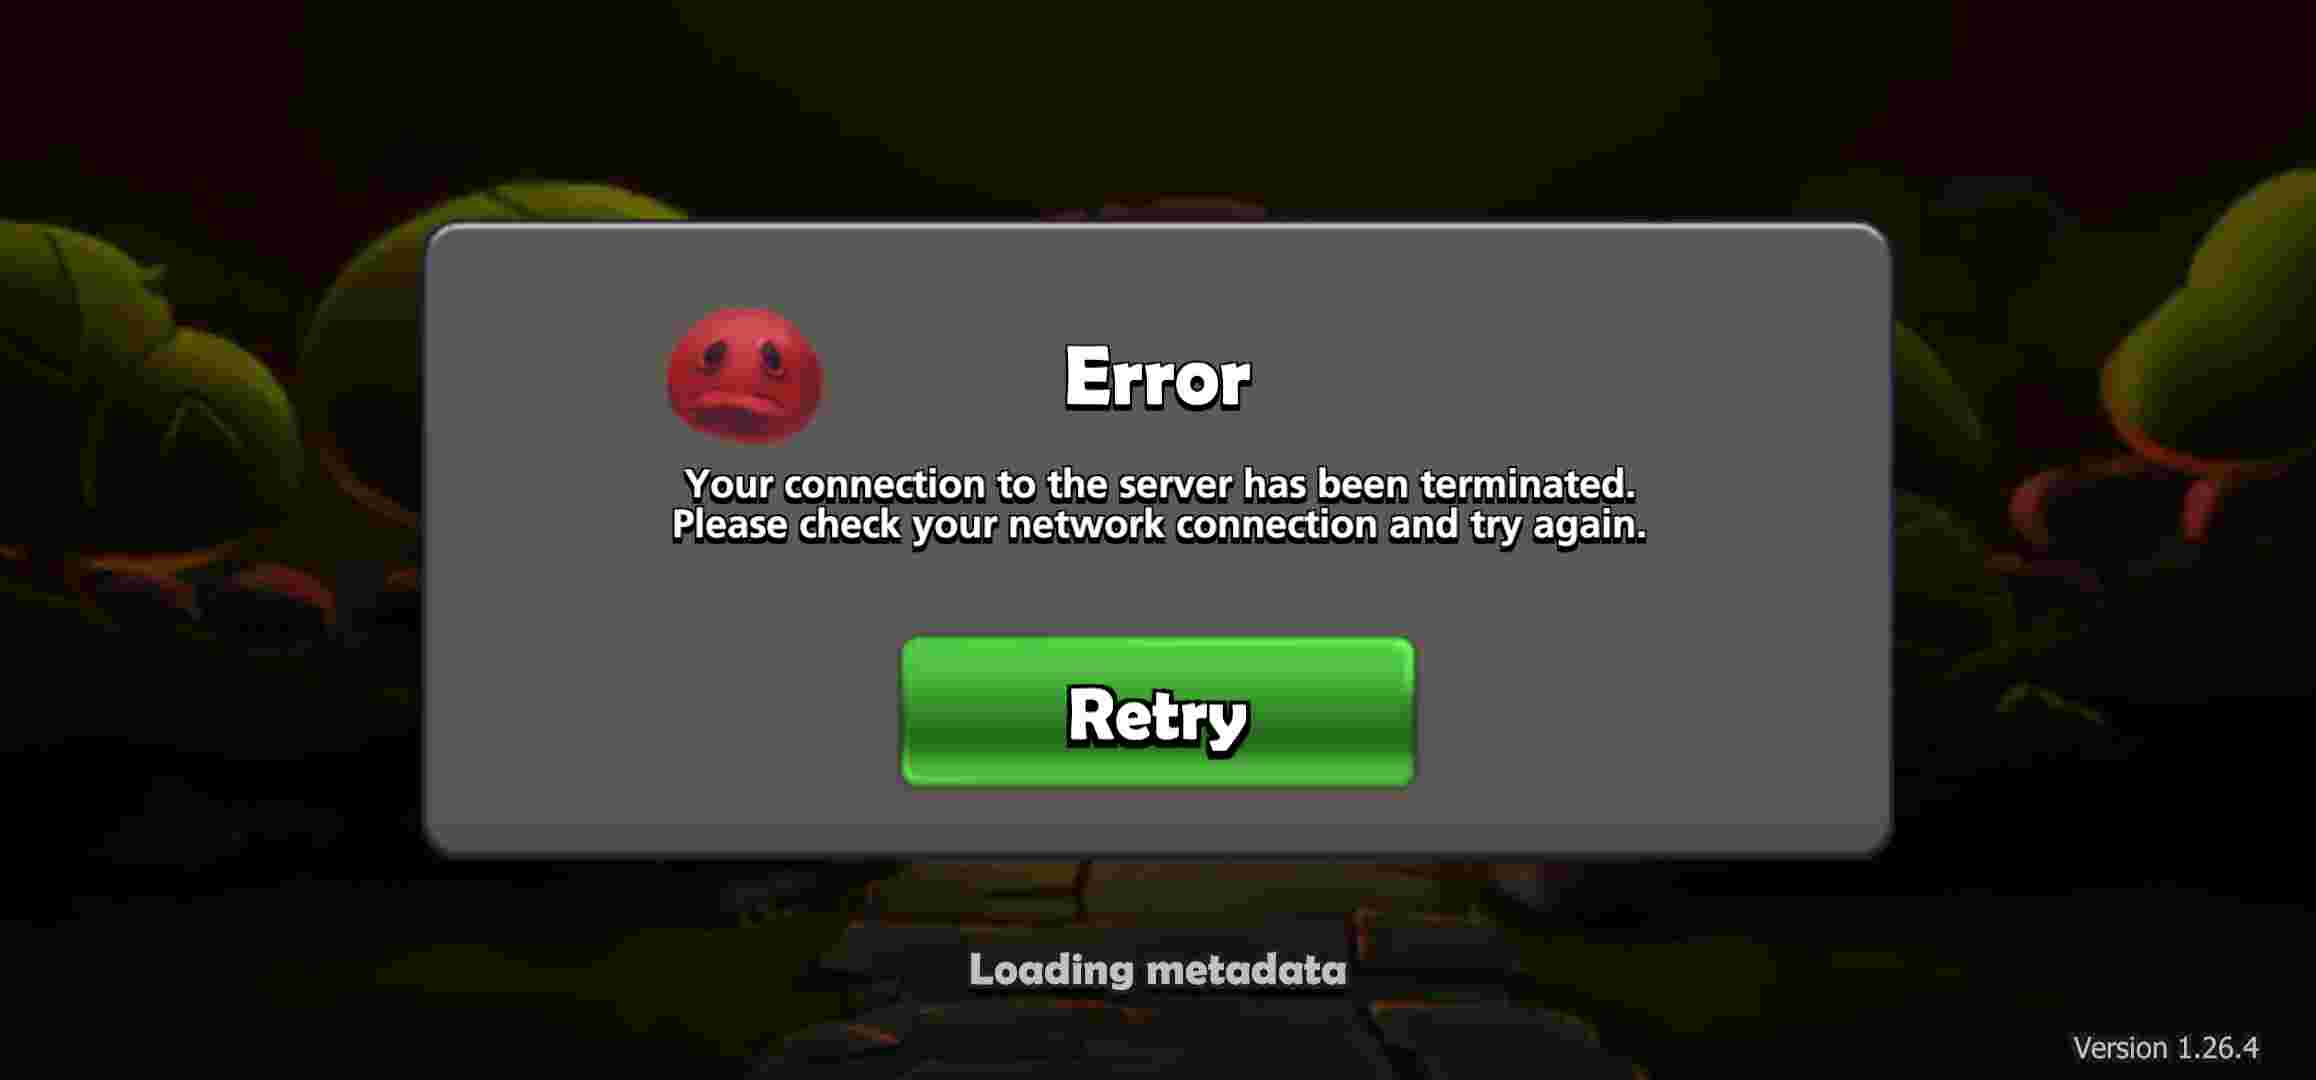 Error
Your connection to the server has been terminated.
Please check your network connection and try again.
Retry
Loading metadata
Version 1.26.4